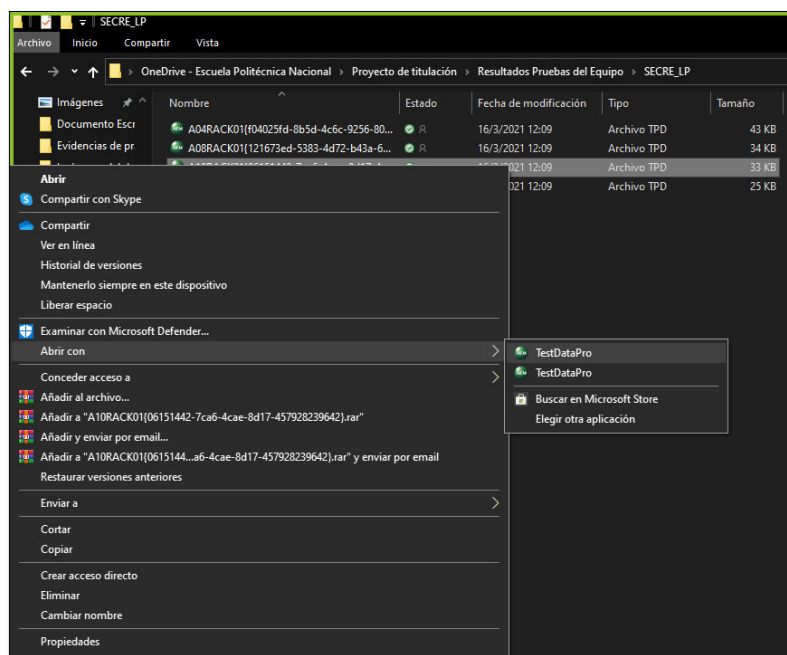 SECRE_LP
Archivo Inicio Compartir Vista
OneDrive - Escuela Politécnica Nacional > Proyecto de titulación > Resultados Pruebas del Equipo > SECRE_LP
Imágenes
Documento Escr
Evidencias de pr
Nombre Estado Fecha de modificación Tipo Tamaño
A04RACK01{f04025fd-8b5d-4c6c-9256-80... 16/3/2021 12:09 Archivo TPD 43 KB
A08RACK01{121673ed-5383-4d72-b43a-6... 16/3/2021 12:09 Archivo TPD 34 KB
12:09 Archivo TPD 33 KB
021 12:09 Archivo TPD 25 KB
Abrir
Compartir con Skype
Compartir
Ver en línea
Historial de versiones
Mantenerlo siempre en este dispositivo
Liberar espacio
Examinar con Microsoft Defender...
Abrir con
Conceder acceso a
Añadir al archivo...
Añadir a "A10RACK01{06151442-7ca6-4cae-8d17-457928239642}.rar"
Añadir y enviar por email...
Añadir a "A10RACK01{0615144...a6-4cae-8d17-457928239642}.rar" y enviar por email
Restaurar versiones anteriores
Enviar a
Cortar
Copiar
Crear acceso directo
Eliminar
Cambiar nombre
Propiedades
TestDataPro
TestDataPro
Buscar en Microsoft Store
Elegir otra aplicación